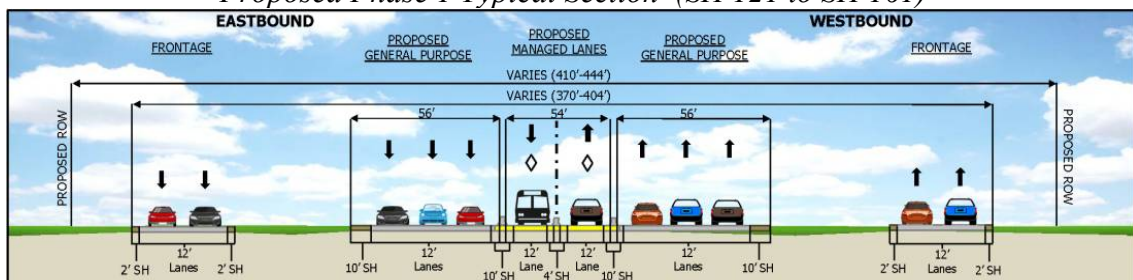 Proposed Phase 1 Typical Section (SH 121 to SH 161)
EASTBOUND
WESTBOUND
FRONTAGE
PROPOSED
GENERAL PURPOSE
PROPOSED
MANAGED LANES
PROPOSED
GENERAL PURPOSE
FRONTAGE
VARIES (410'-444')
VARIES (370'-404')
56'
54'
56'
PROPOSED ROW
PROPOSED ROW
2' SH
12'
Lanes
2' SH
10' SH
12'
Lanes
10' SH
12'
Lane
4' SH
12'
Lane
10' SH
12'
Lanes
10' SH
2' SH
12'
Lanes
2' SH